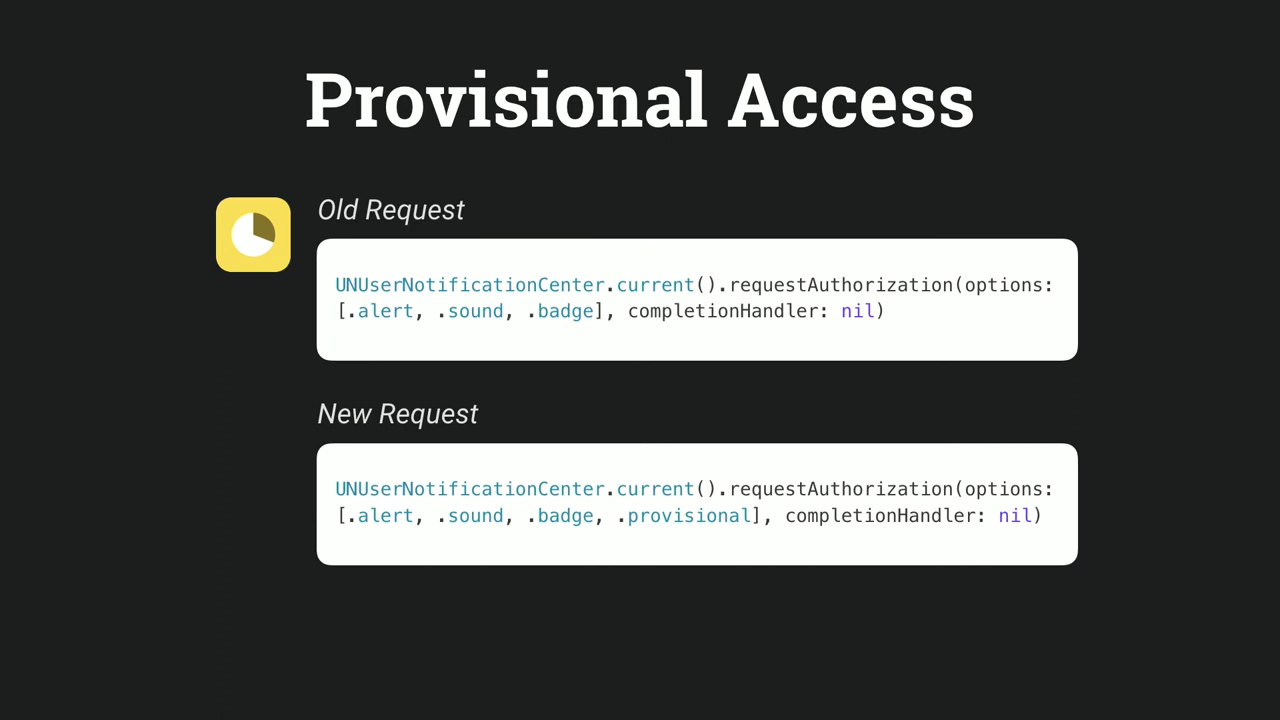 Provisional Access
Old Request
UNUserNotificationCenter.current().requestAuthorization(options:
[.alert, .sound, .badge], completionHandler: nil)
New Request
UNUserNotificationCenter.current().requestAuthorization(options:
[.alert, .sound, .badge, .provisional], completionHandler: nil)